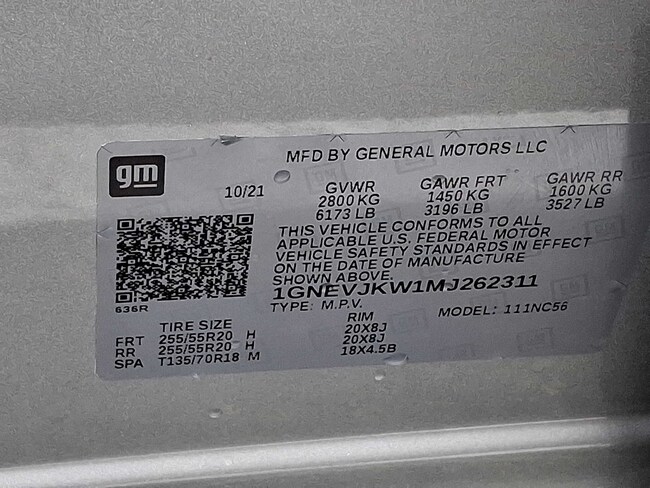 gm
MFD BY GENERAL MOTORS LLC
10/21
GVWR GAWR FRT GAWR RR
2800 KG 1450 KG 1600 KG
6173 LB 3196 LB 3527 LB
THIS VEHICLE CONFORMS TO ALL
APPLICABLE U.S. FEDERAL MOTOR
VEHICLE SAFETY STANDARDS IN EFFECT
ON THE DATE OF MANUFACTURE
SHOWN ABOVE.
1GNEVJKW1MJ262311
636R
TYPE: M.P.V. MODEL: 111NC56
TIRE SIZE RIM
FRT 255/55R20 H 20X8J
RR 255/55R20 H 20X8J
SPA T135/70R18 M 18X4.5B